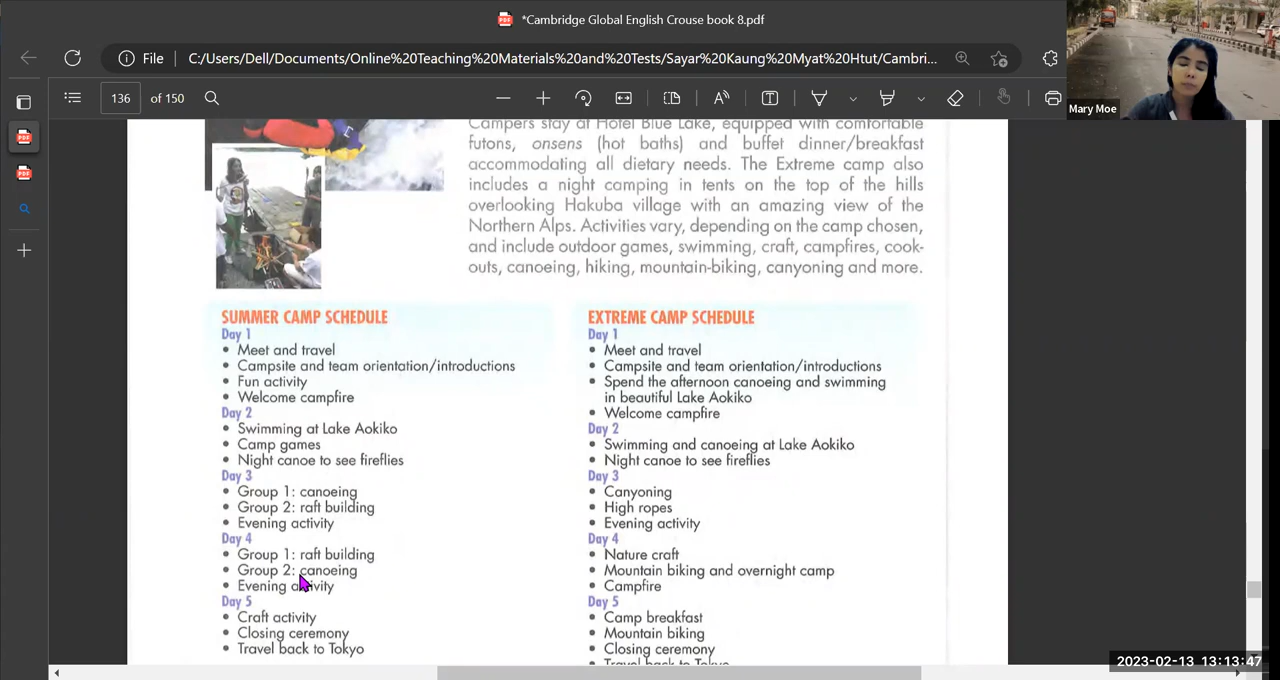 *Cambridge Global English Crouse book 8.pdf
File
C:/Users/Dell/Documents/Online%20Teaching%20Materials%20and%20Tests/Sayar%20Kaung%20Myat%20Htut/Cambri...
Mary Moe
136 of 150
Campers stay at Hotel Blue Lake, equipped with comfortable
futons, onsens (hot baths) and buffet dinner/breakfast
accommodating all dietary needs. The Extreme camp also
includes a night camping in tents on the top of the hills
overlooking Hakuba village with an amazing view of the
Northern Alps. Activities vary, depending on the camp chosen,
and include outdoor games, swimming, craft, campfires, cook-
outs, canoeing, hiking, mountain-biking, canyoning and more.
SUMMER CAMP SCHEDULE
Day 1
• Meet and travel
• Campsite and team orientation/introductions
• Fun activity
• Welcome campfire
Day 2
• Swimming at Lake Aokiko
• Camp games
• Night canoe to see fireflies
Day 3
• Group 1: canoeing
• Group 2: raft building
• Evening activity
Day 4
• Group 1: raft building
• Group 2: canoeing
• Evening activity
Day 5
• Craft activity
• Closing ceremony
• Travel back to Tokyo
EXTREME CAMP SCHEDULE
Day 1
• Meet and travel
• Campsite and team orientation/introductions
• Spend the afternoon canoeing and swimming
in beautiful Lake Aokiko
• Welcome campfire
Day 2
• Swimming and canoeing at Lake Aokiko
• Night canoe to see fireflies
Day 3
• Canyoning
• High ropes
• Evening activity
Day 4
• Nature craft
• Mountain biking and overnight camp
• Campfire
Day 5
• Camp breakfast
• Mountain biking
• Closing ceremony
• Travel back to Tokyo
2023-02-13 13:13:47